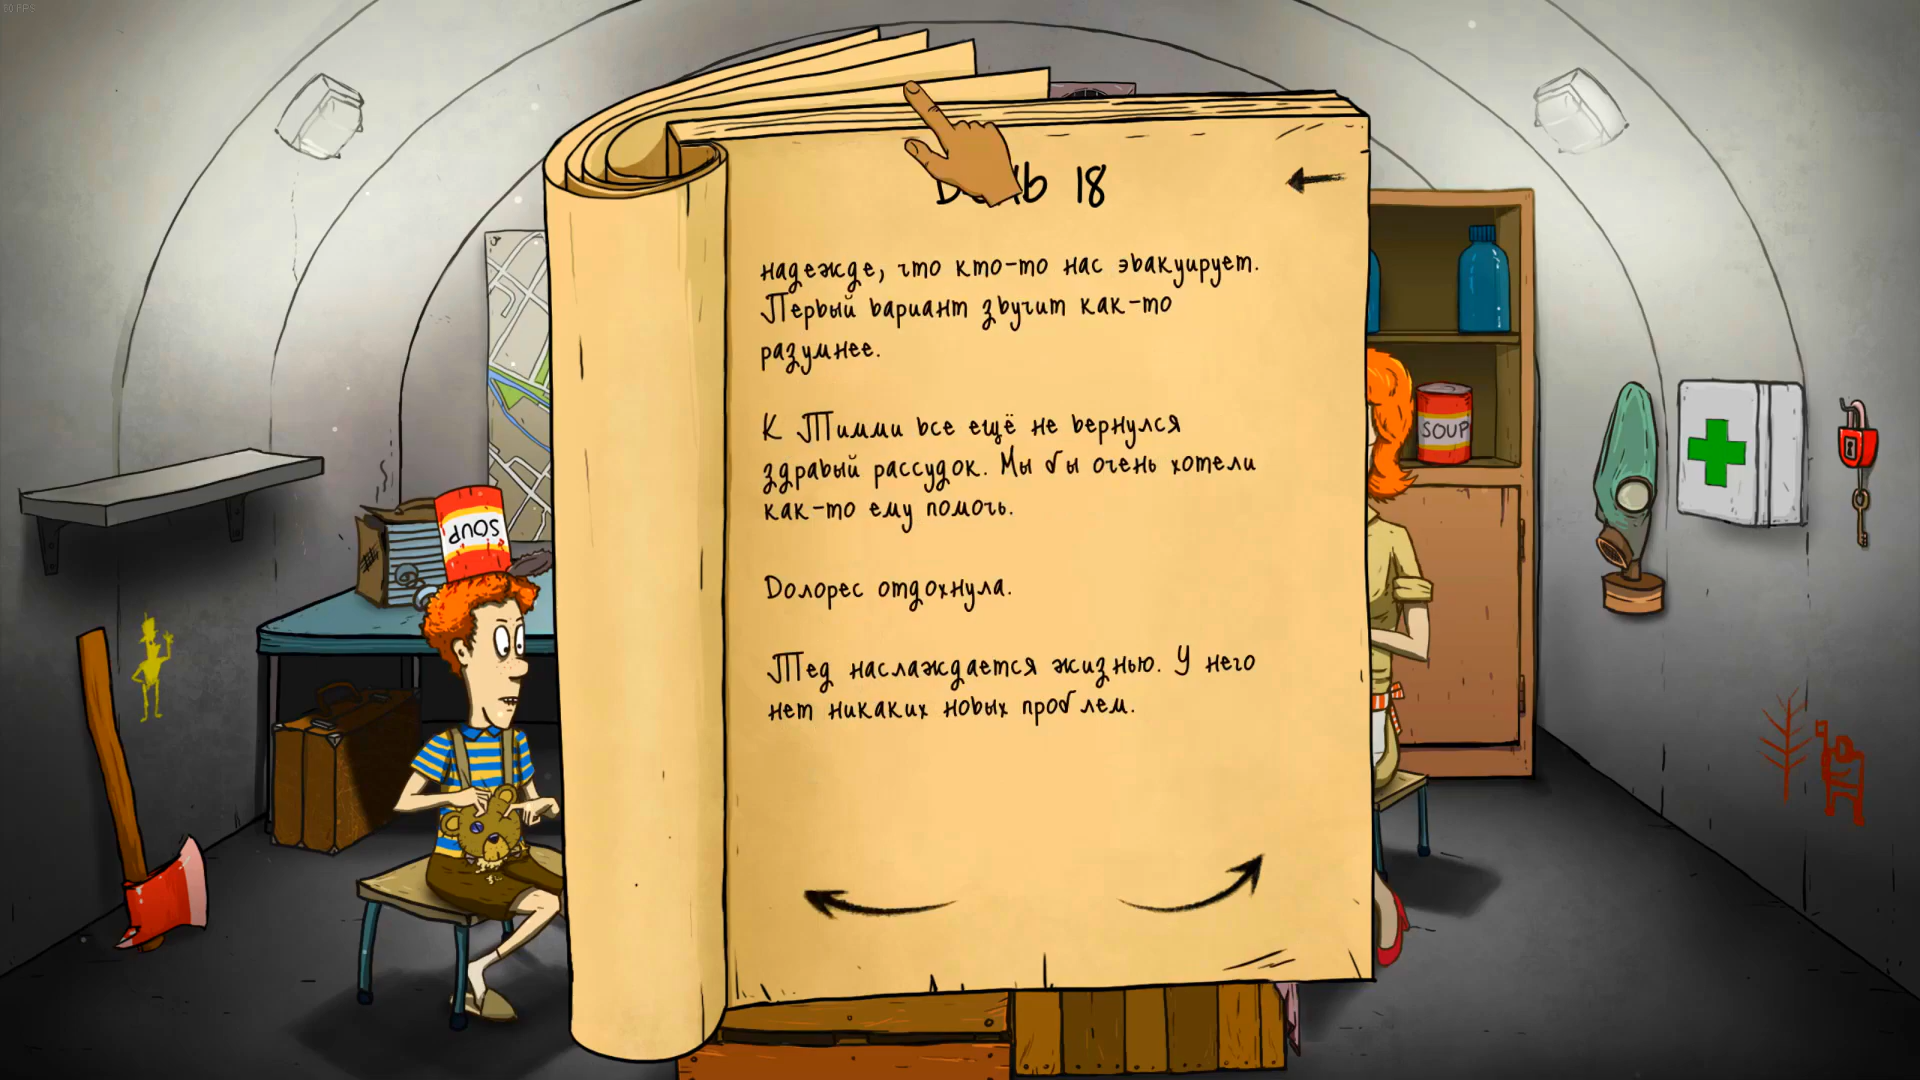 60 FPS
18
надежде, что кто-то нас эвакуирует.
Первый вариант звучит как-то
разумнее.
К Тимми все ещё не вернулся
здравый рассудок. Мы бы очень хотели
как-то ему помочь.
Долорес отдохнула.
Тед наслаждается жизнью. У него
нет никаких новых проблем.
SOUP
SOUP